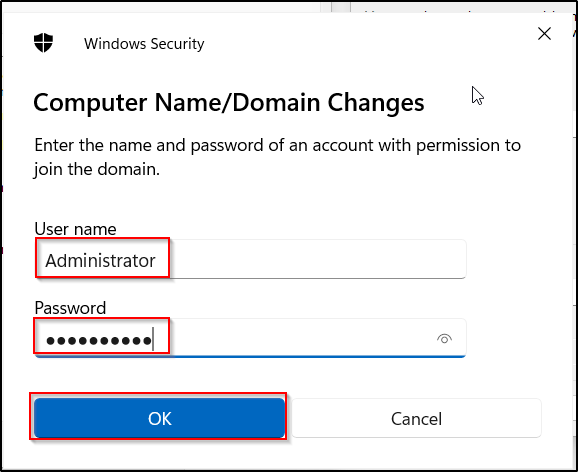 Windows Security
Computer Name/Domain Changes
Enter the name and password of an account with permission to
join the domain.
User name
Administrator
Password
●●●●●●●●●●
OK
Cancel